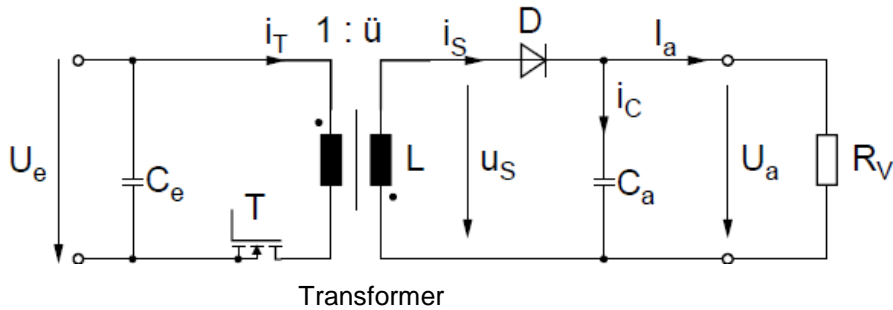 i_T 1 : ü i_S D I_a
i_C
U_e C_e T L u_S C_a U_a R_V
Transformer